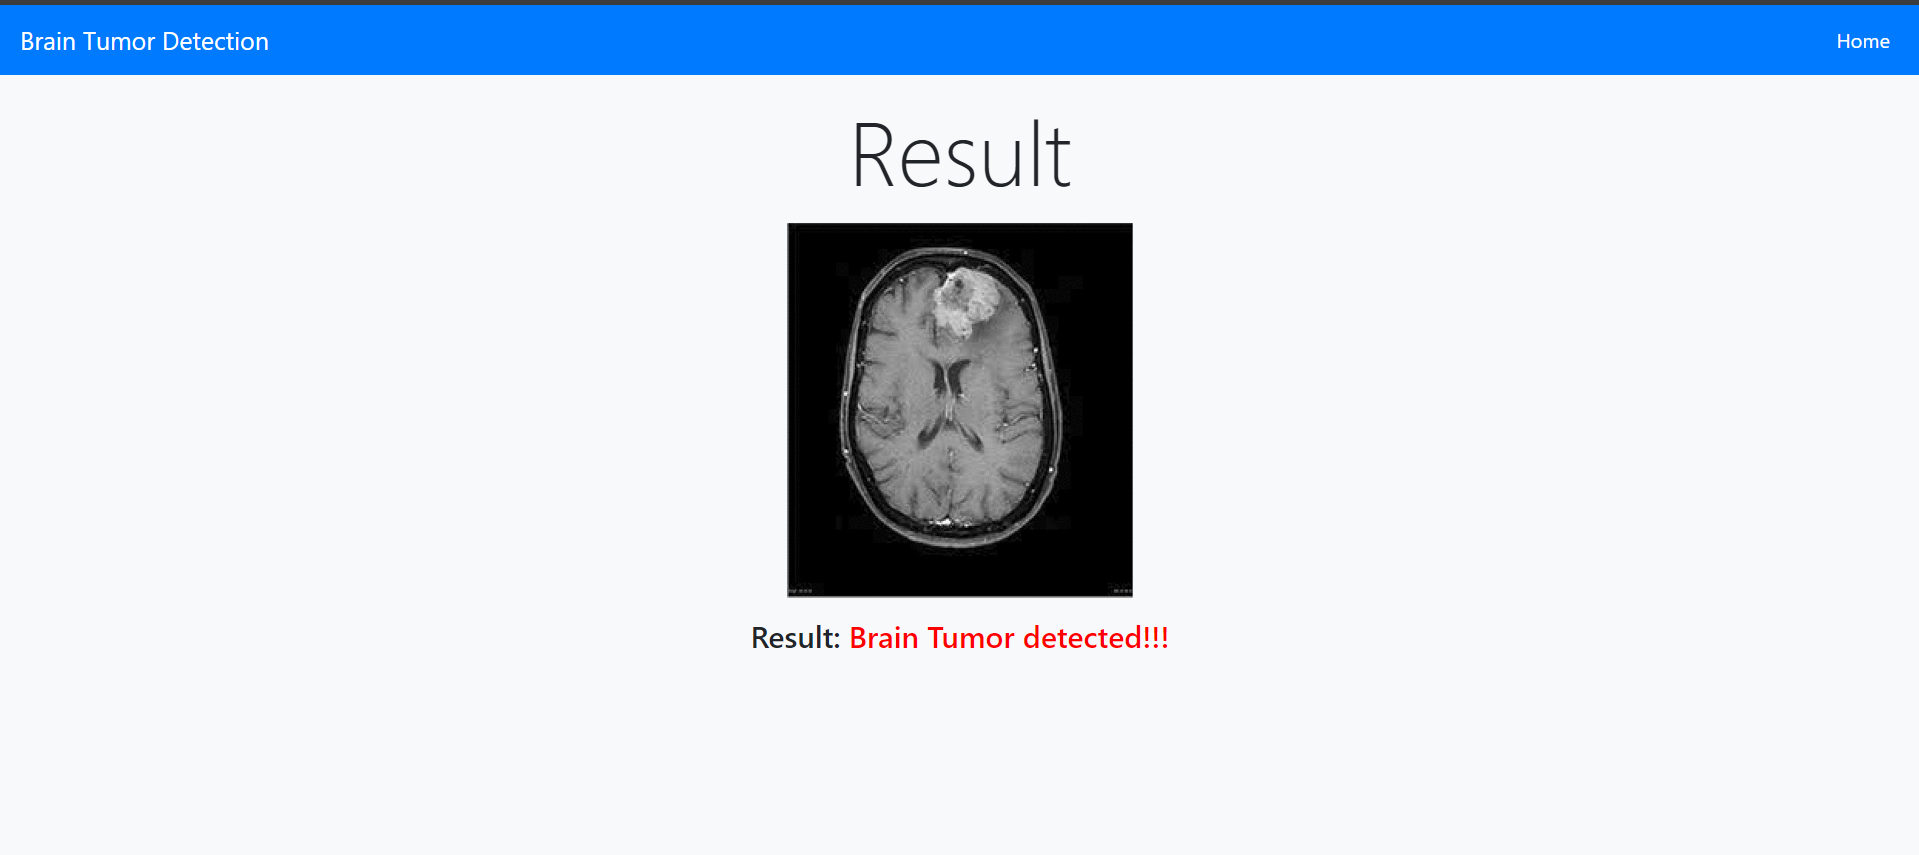 Brain Tumor Detection
Home
Result
Result: Brain Tumor detected!!!